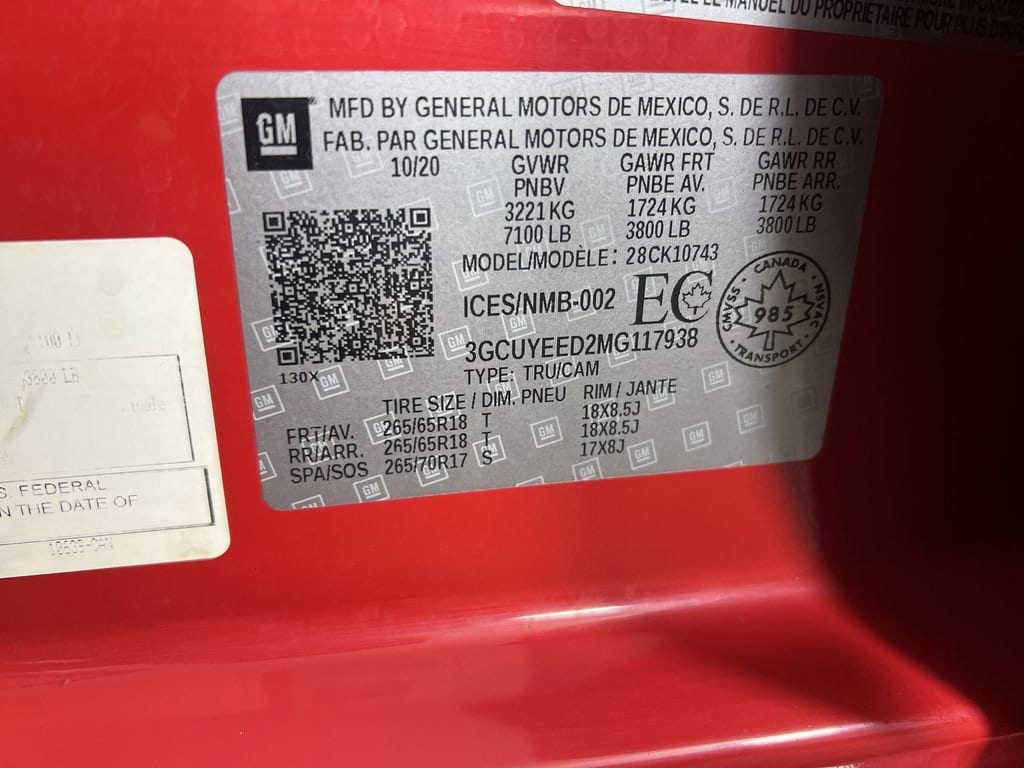 LE MANUEL DU PROPRIETAIRE POUR PLUS
GM
MFD BY GENERAL MOTORS DE MEXICO, S. DE R.L. DE C.V.
FAB. PAR GENERAL MOTORS DE MEXICO, S. DE R.L. DE C.V.
10/20 GVWR GAWR FRT GAWR RR
PNBV PNBE AV. PNBE ARR.
3221 KG 1724 KG 1724 KG
7100 LB 3800 LB 3800 LB
MODEL/MODÈLE: 28CK10743
ICES/NMB-002 EC
CANADA
CMVSS 985 NSVAC
TRANSPORT
3GCUYEED2MG117938
130X TYPE: TRU/CAM
TIRE SIZE / DIM. PNEU RIM / JANTE
FRT/AV. 265/65R18 T 18X8.5J
RR/ARR. 265/65R18 T 18X8.5J
SPA/SOS 265/70R17 S 17X8J
3800 LB
S. FEDERAL
N THE DATE OF
10639-CAN